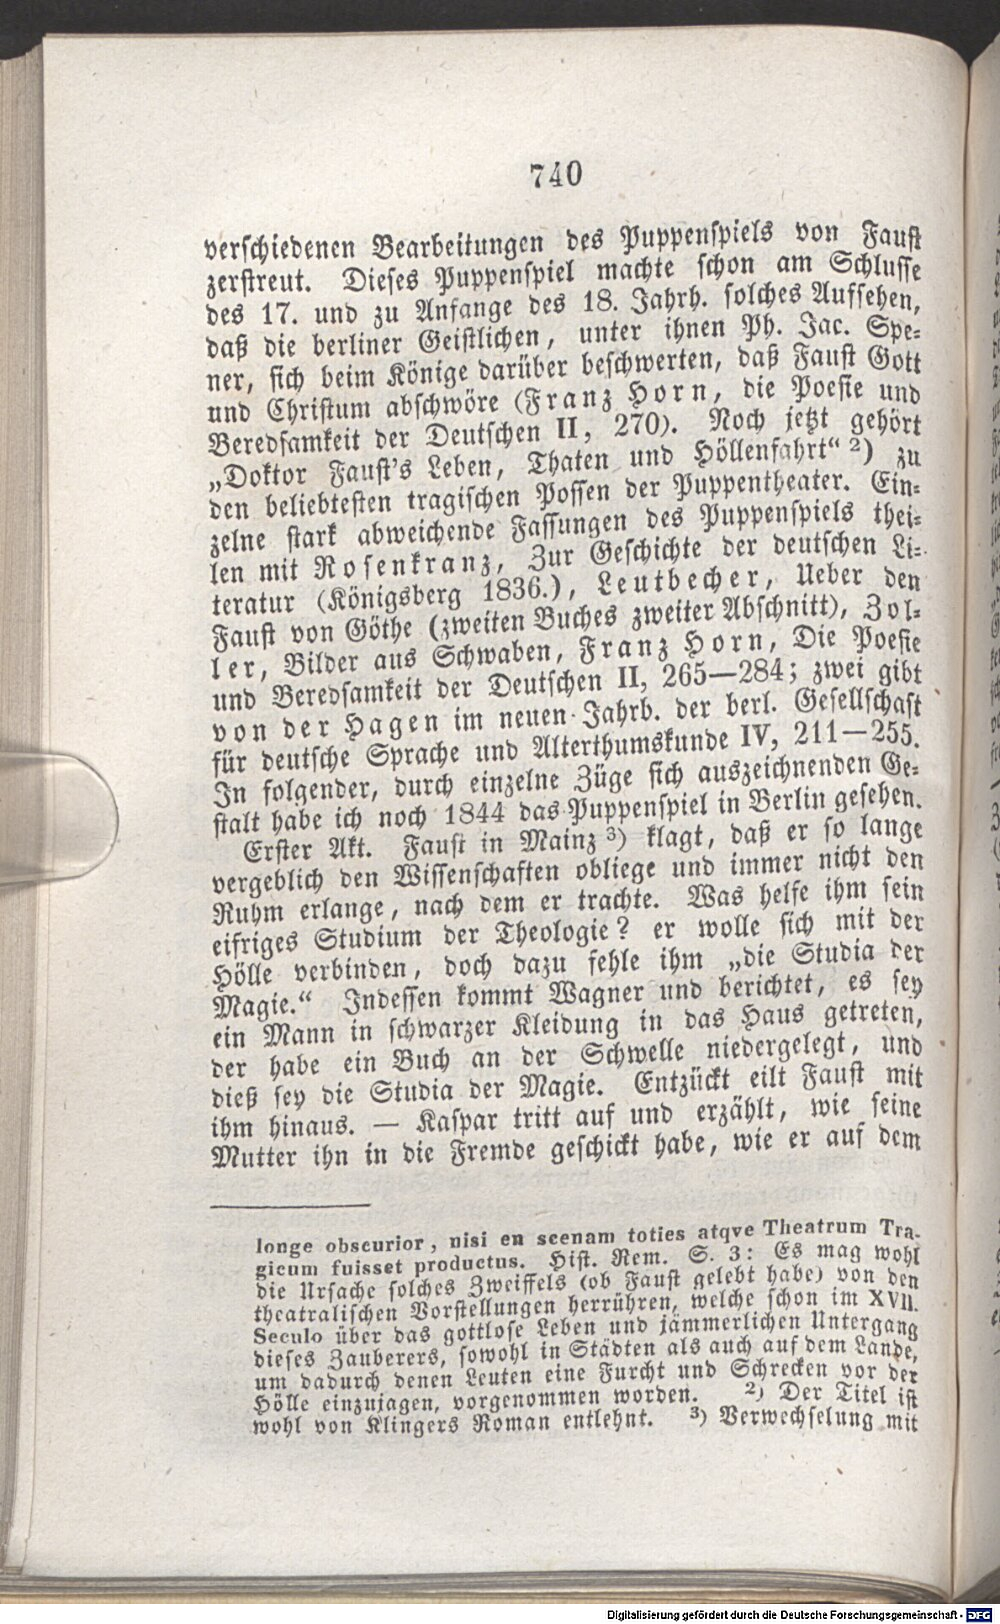 740
verschiedenen Bearbeitungen des Puppenspiels von Faust
zerstreut. Dieses Puppenspiel machte schon am Schlusse
des 17. und zu Anfange des 18. Jahrh. solches Aufsehen,
daß die berliner Geistlichen, unter ihnen Ph. Jac. Spe-
ner, sich beim Könige darüber beschwerten, daß Faust Gott
und Christum abschwöre (Franz Horn, die Poesie und
Beredsamkeit der Deutschen II, 270). Noch jetzt gehört
„Doktor Faust's Leben, Thaten und Höllenfahrt“ ²) zu
den beliebtesten tragischen Possen der Puppentheater. Ein-
zelne stark abweichende Fassungen des Puppenspiels thei-
len mit Rosenkranz, Zur Geschichte der deutschen Li-
teratur (Königsberg 1836.), Leutbecher, Ueber den
Faust von Göthe (zweiten Buches zweiter Abschnitt), Zol-
ler, Bilder aus Schwaben, Franz Horn, Die Poesie
und Beredsamkeit der Deutschen II, 265—284; zwei gibt
von der Hagen im neuen Jahrb. der berl. Gesellschaft
für deutsche Sprache und Alterthumskunde IV, 211—255.
In folgender, durch einzelne Züge sich auszeichnenden Ge-
stalt habe ich noch 1844 das Puppenspiel in Berlin gesehen.
Erster Akt. Faust in Mainz ³) klagt, daß er so lange
vergeblich den Wissenschaften obliege und immer nicht den
Ruhm erlange, nach dem er trachte. Was helfe ihm sein
eifriges Studium der Theologie? er wolle sich mit der
Hölle verbinden, doch dazu fehle ihm „die Studia der
Magie.“ Indessen kommt Wagner und berichtet, es sey
ein Mann in schwarzer Kleidung in das Haus getreten,
der habe ein Buch an der Schwelle niedergelegt, und
dieß sey die Studia der Magie. Entzückt eilt Faust mit
ihm hinaus. — Kaspar tritt auf und erzählt, wie seine
Mutter ihn in die Fremde geschickt habe, wie er auf dem
longe obscurior, nisi en scenam toties atqve Theatrum Tra-
gicum fuisset productus. Hist. Rem. S. 3: Es mag wohl
die Ursache solches Zweiffels (ob Faust gelebt habe) von den
theatralischen Vorstellungen herrühren, welche schon im XVII.
Seculo über das gottlose Leben und jämmerlichen Untergang
dieses Zauberers, sowohl in Städten als auch auf dem Lande,
um dadurch denen Leuten eine Furcht und Schrecken vor der
Hölle einzujagen, vorgenommen worden. ²) Der Titel ist
wohl von Klingers Roman entlehnt. ³) Verwechselung mit
Digitalisierung gefördert durch die Deutsche Forschungsgemeinschaft - DFG